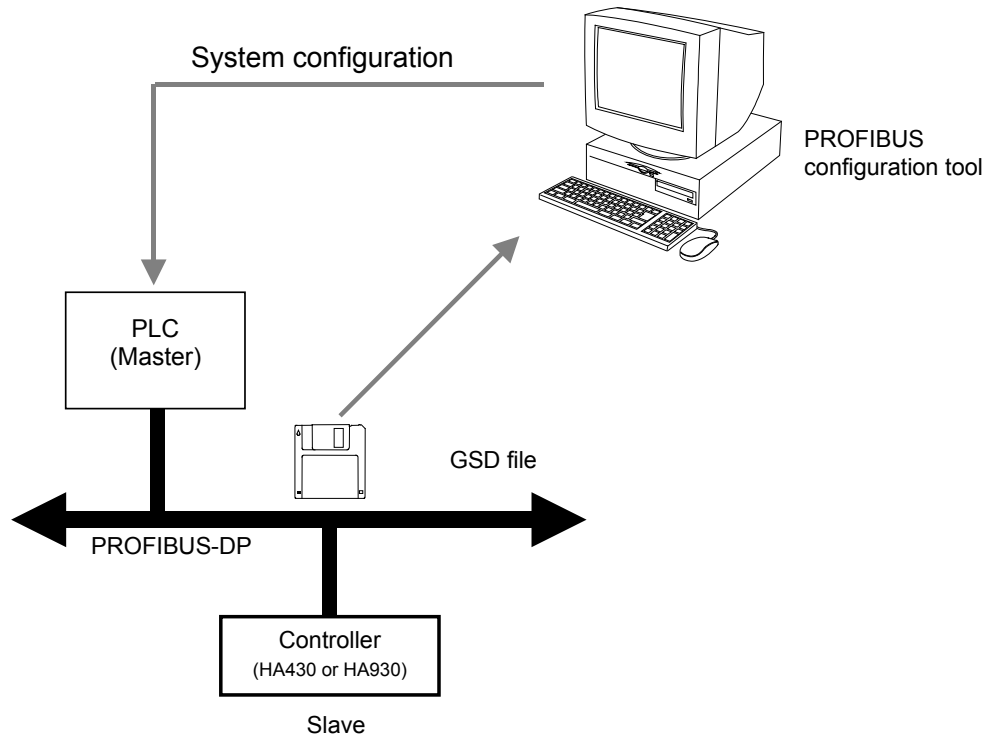 System configuration
PROFIBUS
configuration tool
PLC
(Master)
GSD file
PROFIBUS-DP
Controller
(HA430 or HA930)
Slave